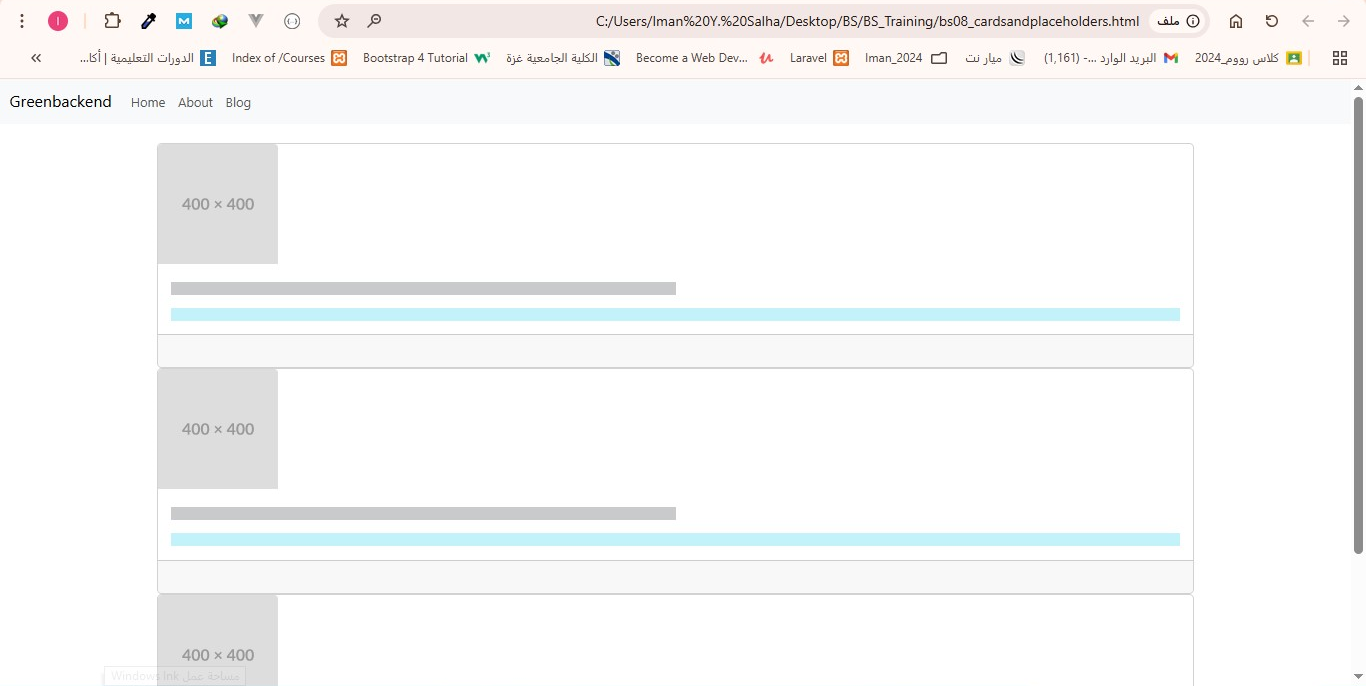 C:/Users/Iman%20Y.%20Salha/Desktop/BS/BS_Training/bs08_cardsandplaceholders.html ملف
كلاس رووم_2024
البريد الوارد ...- (1,161)
ميار نت
Iman_2024
Laravel
Become a Web Dev...
الكلية الجامعية غزة
Bootstrap 4 Tutorial
Index of /Courses
الدورات التعليمية | أكا...
Greenbackend Home About Blog
400 × 400
400 × 400
400 × 400
مساحة عمل Windows Ink